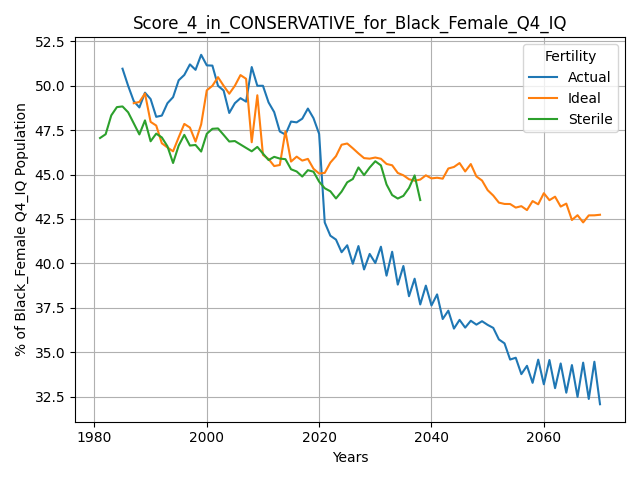 Score_4_in_CONSERVATIVE_for_Black_Female_Q4_IQ
% of Black_Female Q4_IQ Population
52.5
50.0
47.5
45.0
42.5
40.0
37.5
35.0
32.5
Fertility
Actual
Ideal
Sterile
1980
2000
2020
2040
2060
Years